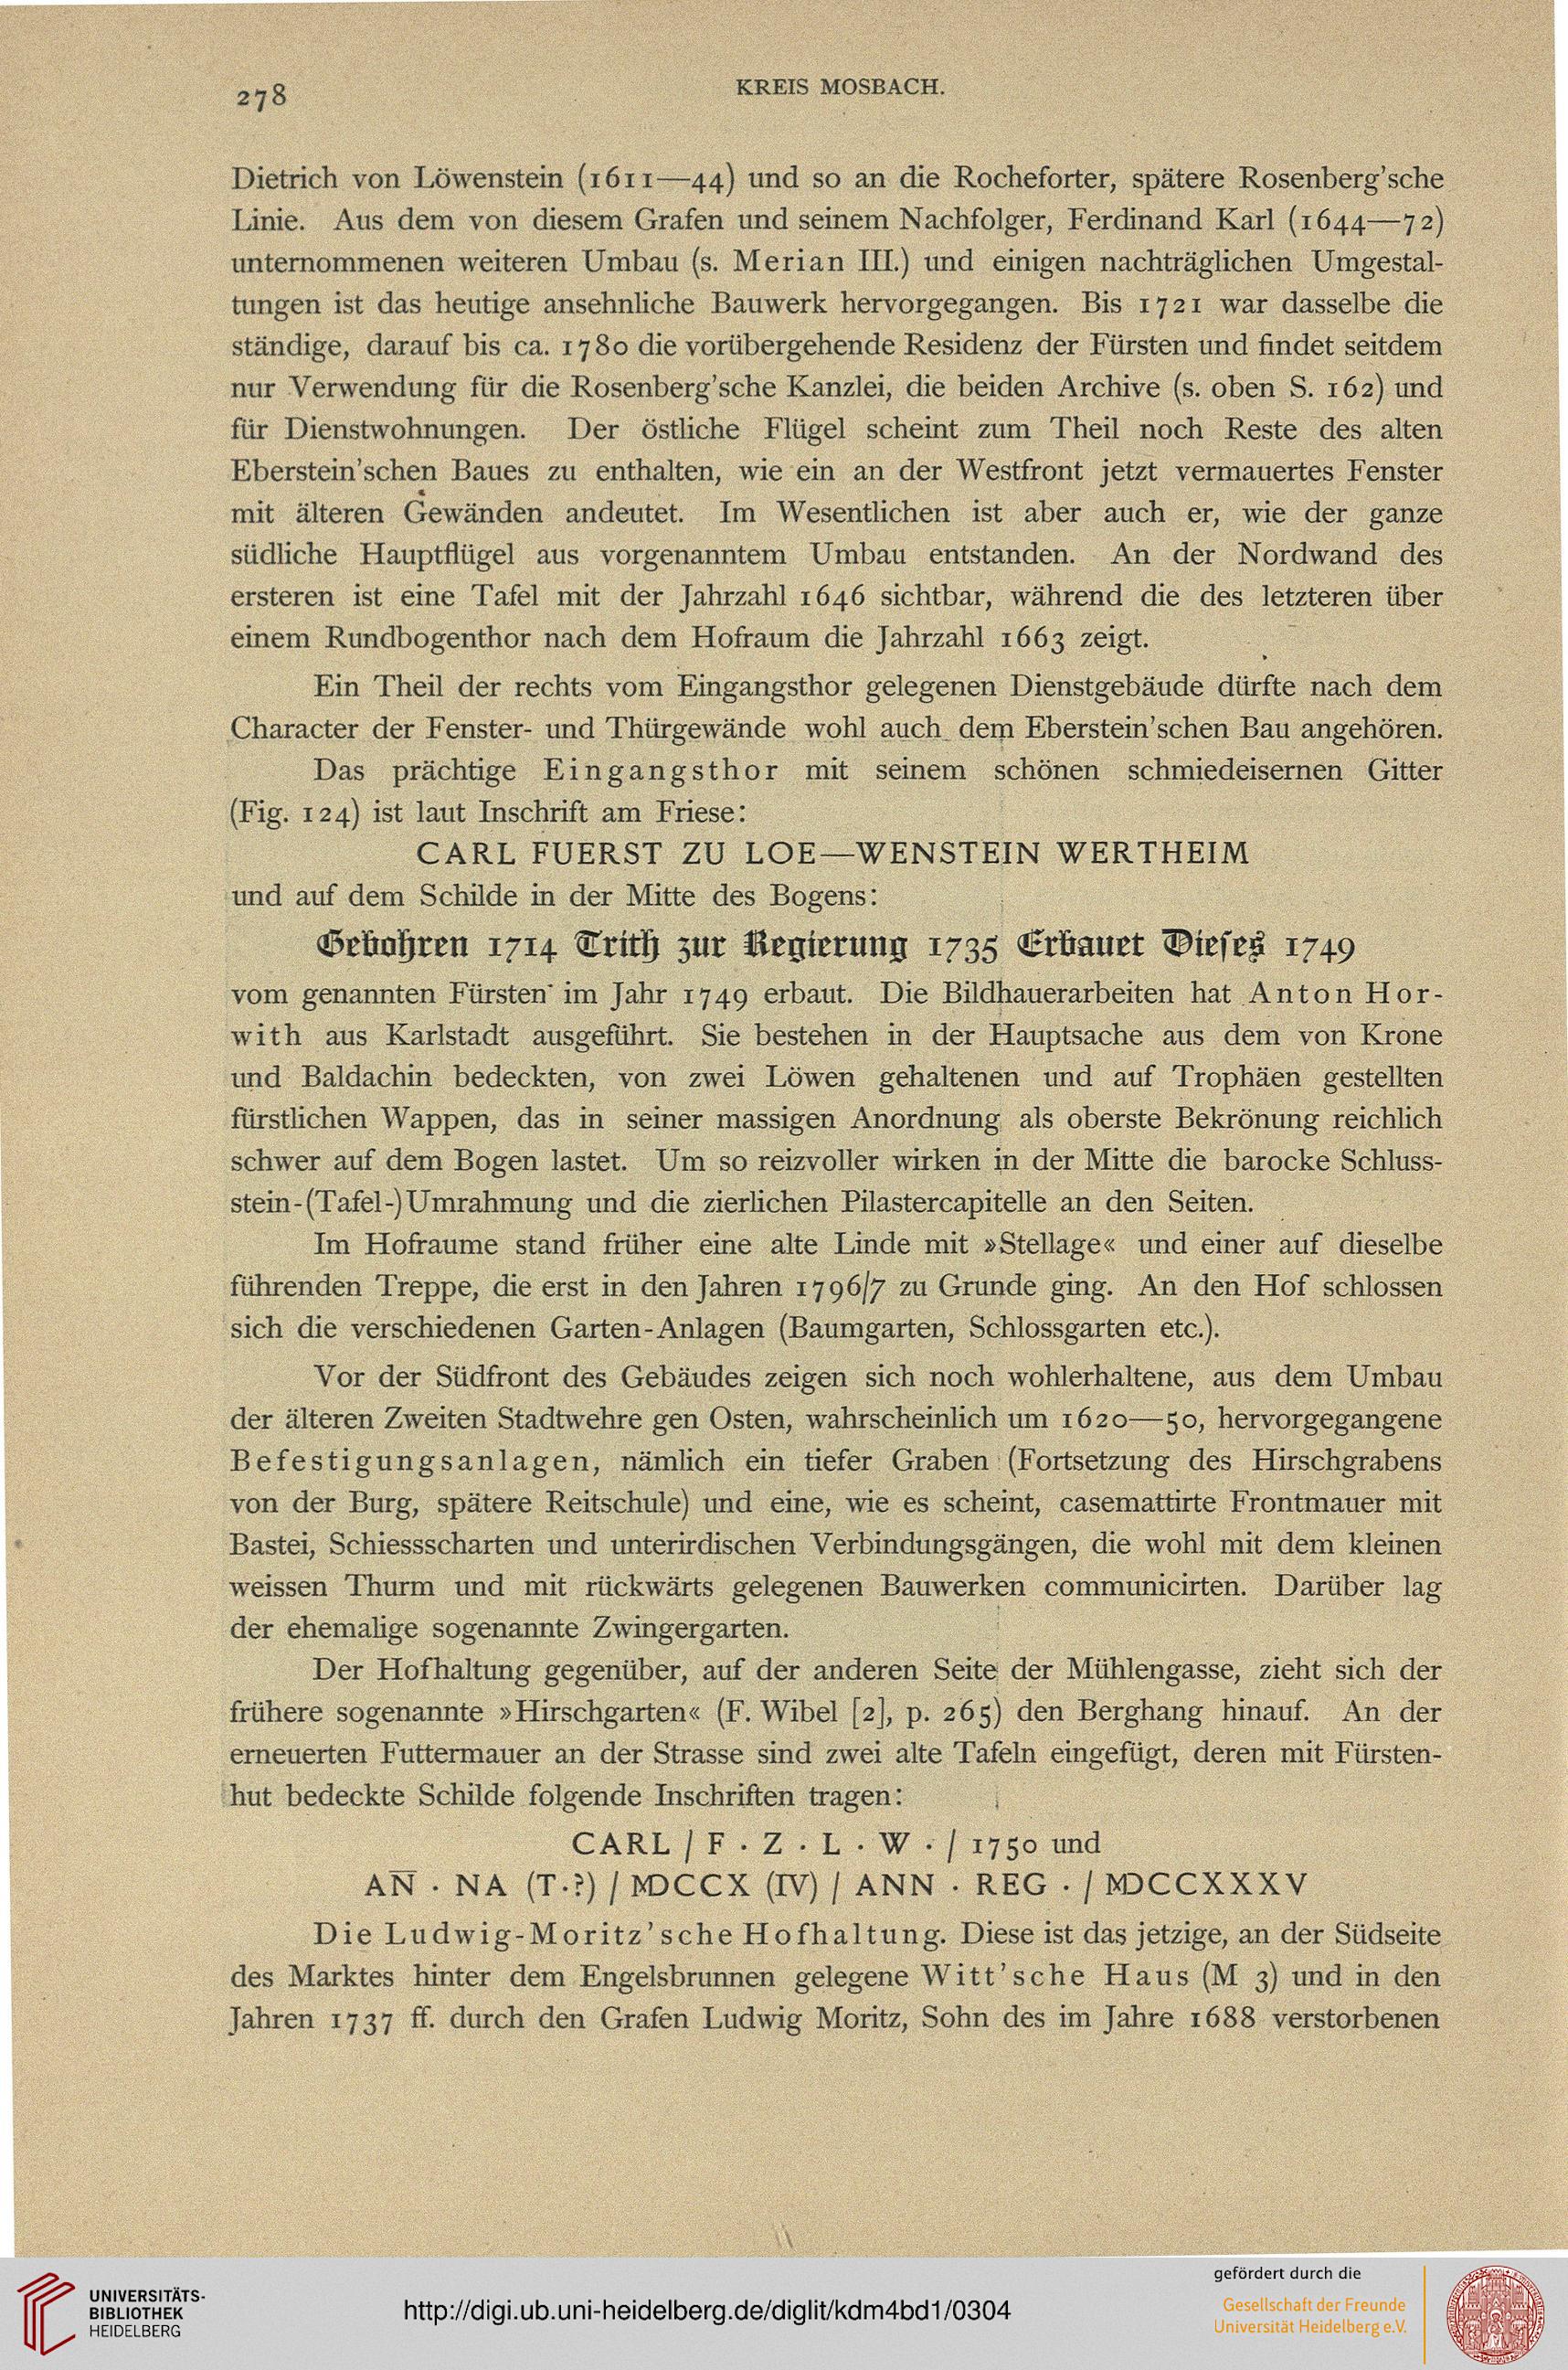 278
KREIS MOSBACH.
Dietrich von Löwenstein (1611—44) und so an die Rocheforter, spätere Rosenberg'sche
Linie. Aus dem von diesem Grafen und seinem Nachfolger, Ferdinand Karl (1644—72)
unternommenen weiteren Umbau (s. Merian III.) und einigen nachträglichen Umgestal-
tungen ist das heutige ansehnliche Bauwerk hervorgegangen. Bis 1721 war dasselbe die
ständige, darauf bis ca. 1780 die vorübergehende Residenz der Fürsten und findet seitdem
nur Verwendung für die Rosenberg'sche Kanzlei, die beiden Archive (s. oben S. 162) und
für Dienstwohnungen. Der östliche Flügel scheint zum Theil noch Reste des alten
Eberstein'schen Baues zu enthalten, wie ein an der Westfront jetzt vermauertes Fenster
mit älteren Gewänden andeutet. Im Wesentlichen ist aber auch er, wie der ganze
südliche Hauptflügel aus vorgenanntem Umbau entstanden. An der Nordwand des
ersteren ist eine Tafel mit der Jahrzahl 1646 sichtbar, während die des letzteren über
einem Rundbogenthor nach dem Hofraum die Jahrzahl 1663 zeigt.
Ein Theil der rechts vom Eingangsthor gelegenen Dienstgebäude dürfte nach dem
Character der Fenster- und Thürgewände wohl auch dem Eberstein'schen Bau angehören.
Das prächtige Eingangsthor mit seinem schönen schmiedeisernen Gitter
(Fig. 124) ist laut Inschrift am Friese:
CARL FUERST ZU LOE—WENSTEIN WERTHEIM
und auf dem Schilde in der Mitte des Bogens:
Gebohren 1714 Trith zur Regierung 1735 Erbauet Dieses 1749
vom genannten Fürsten im Jahr 1749 erbaut. Die Bildhauerarbeiten hat Anton Hor-
with aus Karlstadt ausgeführt. Sie bestehen in der Hauptsache aus dem von Krone
und Baldachin bedeckten, von zwei Löwen gehaltenen und auf Trophäen gestellten
fürstlichen Wappen, das in seiner massigen Anordnung als oberste Bekrönung reichlich
schwer auf dem Bogen lastet. Um so reizvoller wirken in der Mitte die barocke Schluss-
stein-(Tafel-)Umrahmung und die zierlichen Pilastercapitelle an den Seiten.
Im Hofraume stand früher eine alte Linde mit »Stellage« und einer auf dieselbe
führenden Treppe, die erst in den Jahren 1796/7 zu Grunde ging. An den Hof schlossen
sich die verschiedenen Garten-Anlagen (Baumgarten, Schlossgarten etc.).
Vor der Südfront des Gebäudes zeigen sich noch wohlerhaltene, aus dem Umbau
der älteren Zweiten Stadtwehre gen Osten, wahrscheinlich um 1620—50, hervorgegangene
Befestigungsanlagen, nämlich ein tiefer Graben (Fortsetzung des Hirschgrabens
von der Burg, spätere Reitschule) und eine, wie es scheint, casemattirte Frontmauer mit
Bastei, Schiessscharten und unterirdischen Verbindungsgängen, die wohl mit dem kleinen
weissen Thurm und mit rückwärts gelegenen Bauwerken communicirten. Darüber lag
der ehemalige sogenannte Zwingergarten.
Der Hofhaltung gegenüber, auf der anderen Seite der Mühlengasse, zieht sich der
frühere sogenannte »Hirschgarten« (F. Wibel [2], p. 265) den Berghang hinauf. An der
erneuerten Futtermauer an der Strasse sind zwei alte Tafeln eingefügt, deren mit Fürsten-
hut bedeckte Schilde folgende Inschriften tragen:
CARL / F · Z · L · W · / 1750 und
AN̅ · NA (T·?) / MDCCX (IV) / ANN · REG · / MDCCXXXV
Die Ludwig-Moritz'sche Hofhaltung. Diese ist das jetzige, an der Südseite
des Marktes hinter dem Engelsbrunnen gelegene Witt'sche Haus (M 3) und in den
Jahren 1737 ff. durch den Grafen Ludwig Moritz, Sohn des im Jahre 1688 verstorbenen
UNIVERSITÄTS-
BIBLIOTHEK
HEIDELBERG
http://digi.ub.uni-heidelberg.de/diglit/kdm4bd1/0304
gefördert durch die
Gesellschaft der Freunde
Universität Heidelberg e.V.